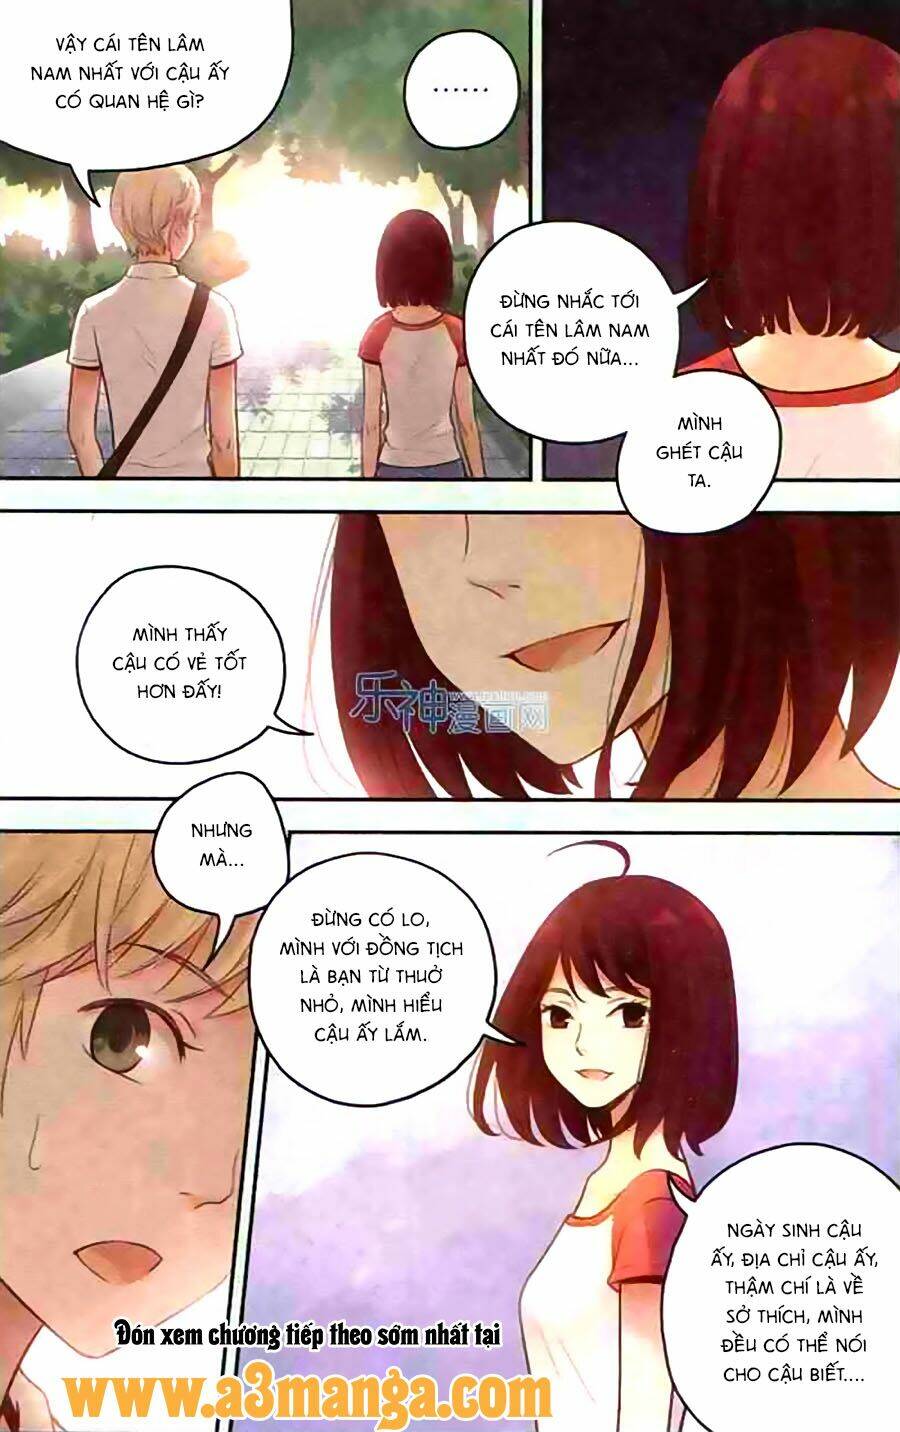 VẬY CÁI TÊN LÂM
NAM NHẤT VỚI CẬU ẤY
CÓ QUAN HỆ GÌ?
......
ĐỪNG NHẮC TỚI
CÁI TÊN LÂM NAM
NHẤT ĐÓ NỮA...
MÌNH
GHÉT CẬU
TA.
MÌNH THẤY
CẬU CÓ VẺ TỐT
HƠN ĐẤY!
乐神漫画网
NHƯNG
MÀ...
ĐỪNG CÓ LO,
MÌNH VỚI ĐỒNG TỊCH
LÀ BẠN TỪ THUỞ
NHỎ, MÌNH HIỂU
CẬU ẤY LẮM.
NGÀY SINH CẬU
ẤY, ĐỊA CHỈ CẬU ẤY,
THẬM CHÍ LÀ VỀ
SỞ THÍCH, MÌNH
ĐỀU CÓ THỂ NÓI
CHO CẬU BIẾT....
Đón xem chương tiếp theo sớm nhất tại
www.a3manga.com